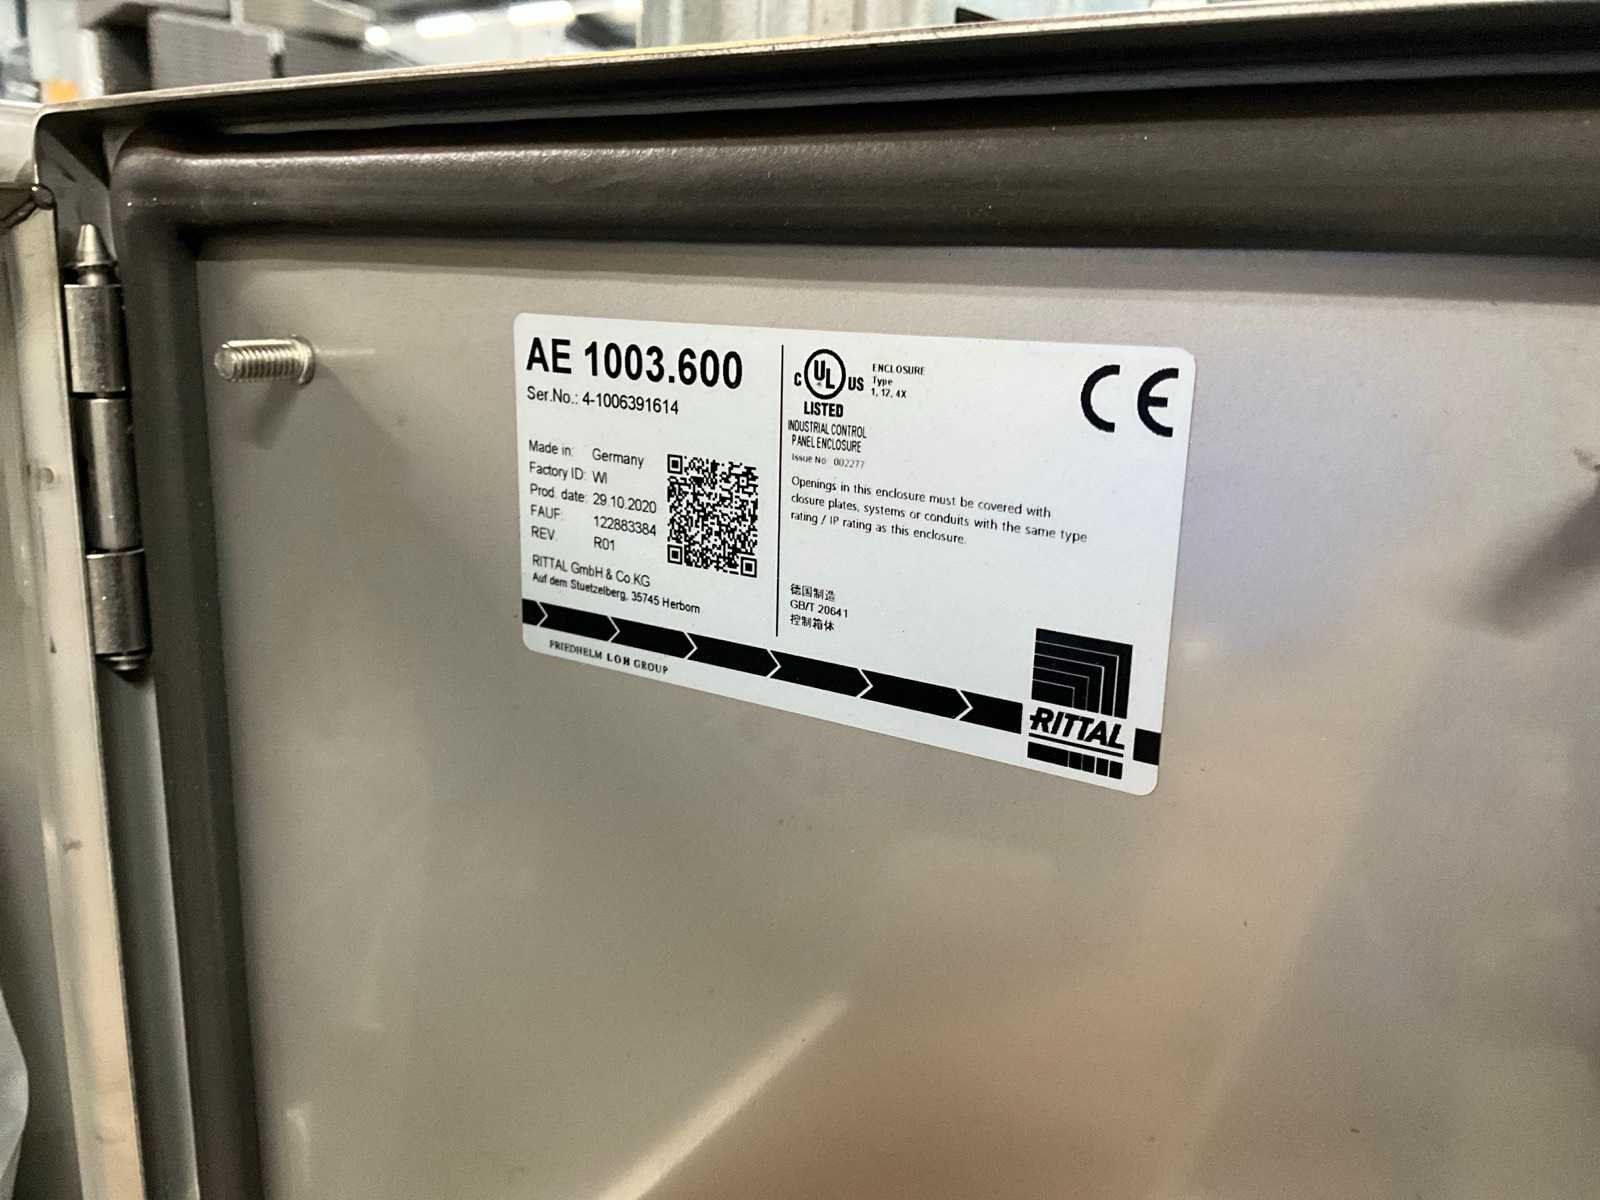 AE 1003.600
Ser.No.: 4-1006391614
Made in: Germany
Factory ID: WI
Prod. date: 29.10.2020
FAUF: 122883384
REV. R01
RITTAL GmbH & Co.KG
Auf dem Stuetzelberg, 35745 Herborn
FRIEDHELM LOH GROUP
C UL US
LISTED
ENCLOSURE
Type
1, 12, 4X
INDUSTRIAL CONTROL
PANEL ENCLOSURE
Issue No 002277
Openings in this enclosure must be covered with
closure plates, systems or conduits with the same type
rating / IP rating as this enclosure.
德国制造
GB/T 20641
控制箱体
CE
RITTAL